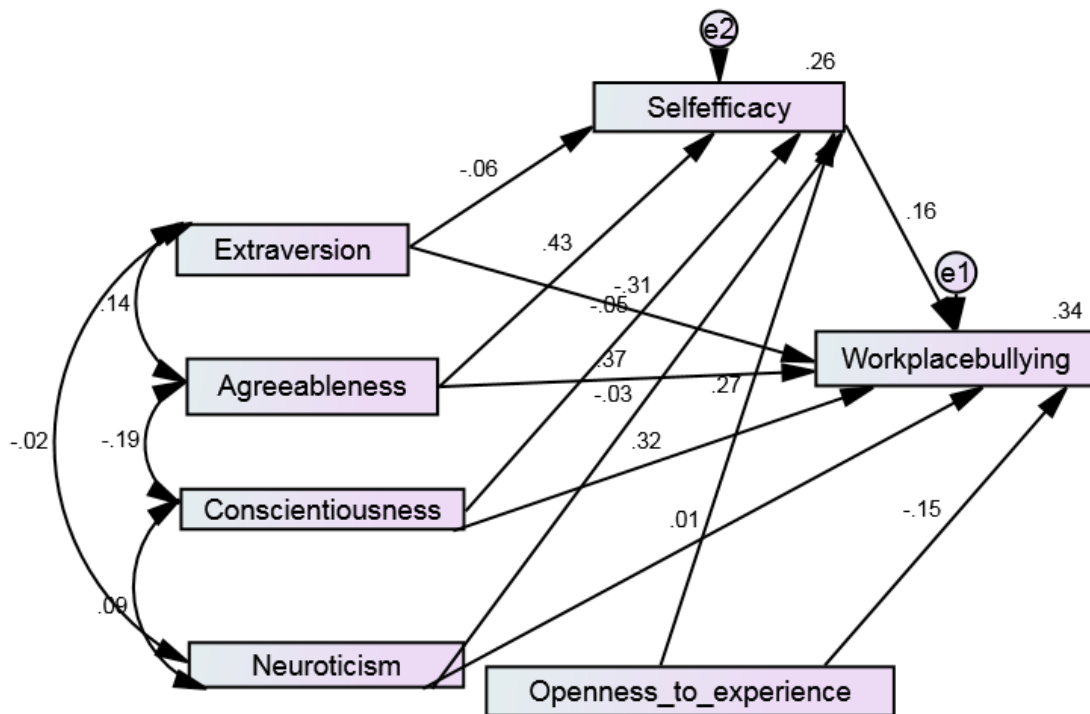 e2
.26
Selfefficacy
-.06
.16
Extraversion
.43
e1
-.31
.14
-.05
.34
Workplacebullying
.37
Agreeableness
-.03
.27
-.02
-.19
.32
Conscientiousness
.01
-.15
.09
Neuroticism
Openness_to_experience